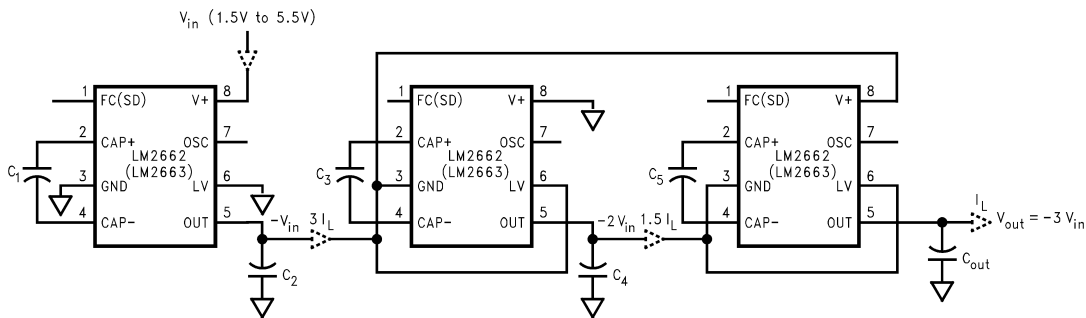 V_in (1.5V to 5.5V)
1 FC(SD) V+ 8
2 CAP+ OSC 7
LM2662
(LM2663)
3 GND LV 6
4 CAP- OUT 5
C_1
-V_in 3 I_L
C_2
1 FC(SD) V+ 8
2 CAP+ OSC 7
LM2662
(LM2663)
3 GND LV 6
4 CAP- OUT 5
C_3
-2 V_in 1.5 I_L
C_4
1 FC(SD) V+ 8
2 CAP+ OSC 7
LM2662
(LM2663)
3 GND LV 6
4 CAP- OUT 5
C_5
I_L
V_out = -3 V_in
C_out